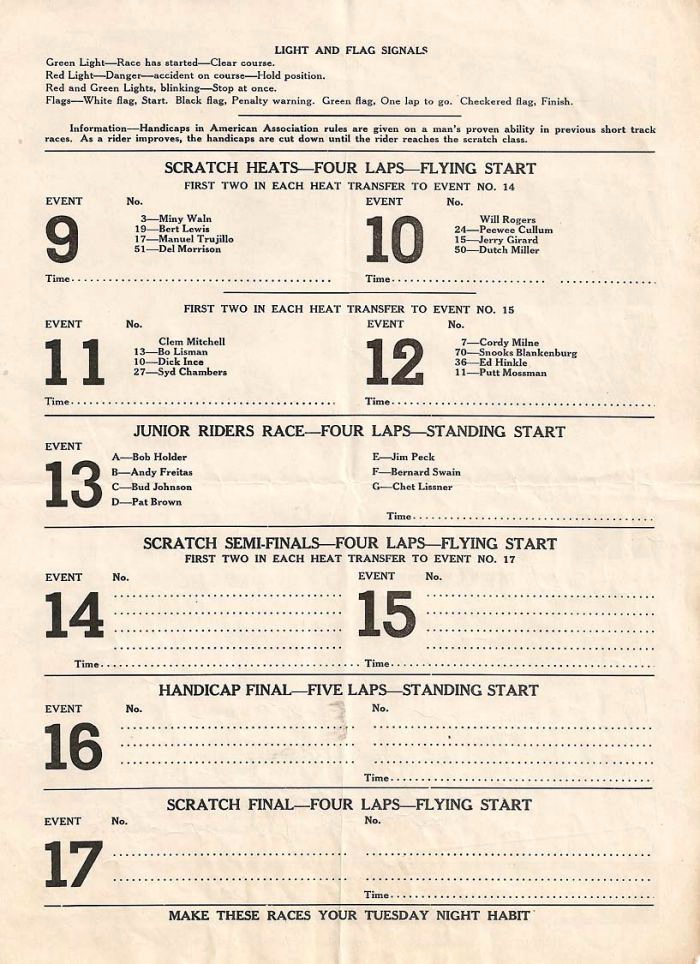 LIGHT AND FLAG SIGNALS
Green Light—Race has started—Clear course.
Red Light—Danger—accident on course—Hold position.
Red and Green Lights, blinking—Stop at once.
Flags—White flag, Start. Black flag, Penalty warning. Green flag, One lap to go. Checkered flag, Finish.
Information—Handicaps in American Association rules are given on a man's proven ability in previous short track
races. As a rider improves, the handicaps are cut down until the rider reaches the scratch class.
SCRATCH HEATS—FOUR LAPS—FLYING START
FIRST TWO IN EACH HEAT TRANSFER TO EVENT NO. 14
EVENT No.
9
3—Miny Waln
19—Bert Lewis
17—Manuel Trujillo
51—Del Morrison
Time
EVENT No.
10
Will Rogers
24—Peewee Cullum
15—Jerry Girard
50—Dutch Miller
Time
FIRST TWO IN EACH HEAT TRANSFER TO EVENT NO. 15
EVENT No.
11
Clem Mitchell
13—Bo Lisman
10—Dick Ince
27—Syd Chambers
Time
EVENT No.
12
7—Cordy Milne
70—Snooks Blankenburg
36—Ed Hinkle
11—Putt Mossman
Time
JUNIOR RIDERS RACE—FOUR LAPS—STANDING START
EVENT
13
A—Bob Holder
B—Andy Freitas
C—Bud Johnson
D—Pat Brown
E—Jim Peck
F—Bernard Swain
G—Chet Lissner
Time
SCRATCH SEMI-FINALS—FOUR LAPS—FLYING START
FIRST TWO IN EACH HEAT TRANSFER TO EVENT NO. 17
EVENT No.
14
Time
EVENT No.
15
Time
HANDICAP FINAL—FIVE LAPS—STANDING START
EVENT No. No.
16
Time
SCRATCH FINAL—FOUR LAPS—FLYING START
EVENT No. No.
17
Time
MAKE THESE RACES YOUR TUESDAY NIGHT HABIT